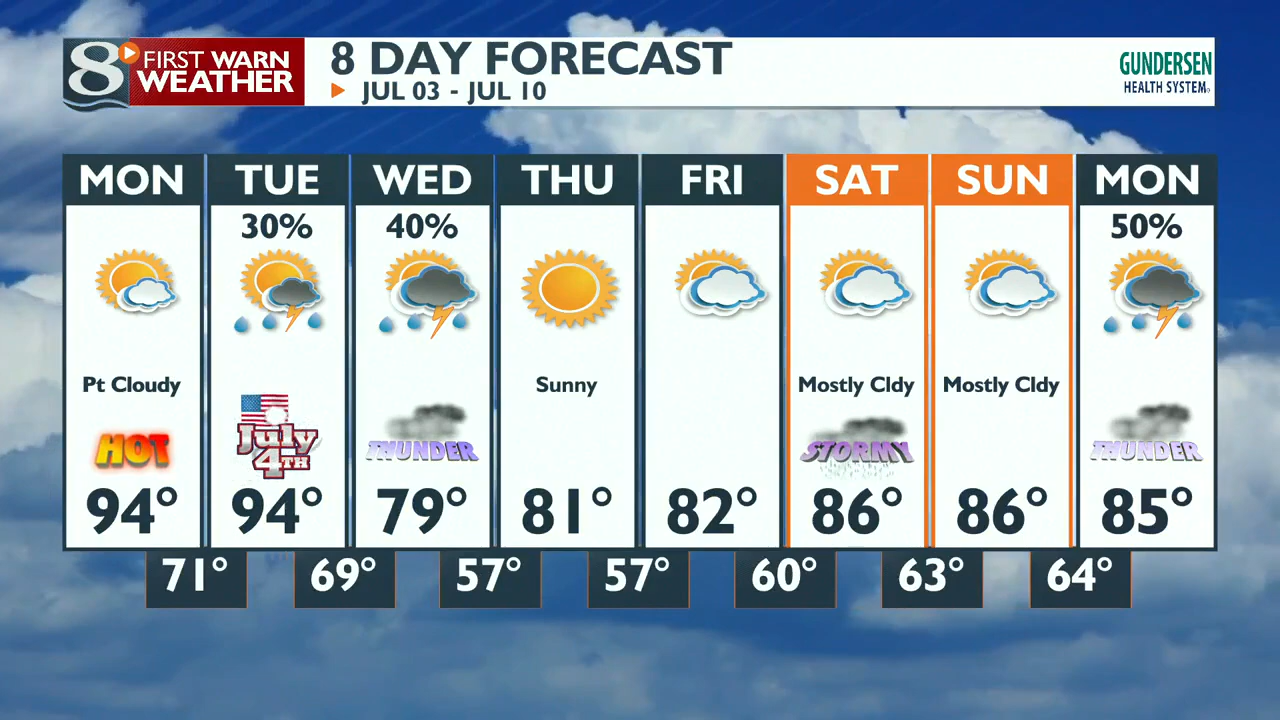 8 FIRST WARN
WEATHER
8 DAY FORECAST
JUL 03 - JUL 10
GUNDERSEN
HEALTH SYSTEM®
MON TUE WED THU FRI SAT SUN MON
30% 40% 50%
Pt Cloudy Sunny Mostly Cldy Mostly Cldy
HOT July 4TH THUNDER STORMY THUNDER
94° 94° 79° 81° 82° 86° 86° 85°
71° 69° 57° 57° 60° 63° 64°